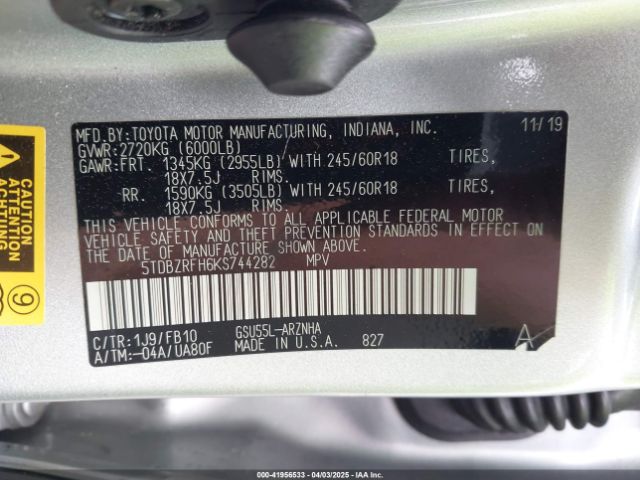 MFD.BY:TOYOTA MOTOR MANUFACTURING, INDIANA, INC. 11/19
GVWR:2720KG (6000LB)
GAWR:FRT. 1345KG (2955LB) WITH 245/60R18 TIRES,
18X7.5J RIMS.
RR. 1590KG (3505LB) WITH 245/60R18 TIRES,
18X7.5J RIMS.
THIS VEHICLE CONFORMS TO ALL APPLICABLE FEDERAL MOTOR
VEHICLE SAFETY AND THEFT PREVENTION STANDARDS IN EFFECT ON
THE DATE OF MANUFACTURE SHOWN ABOVE.
5TDBZRFH6KS744282 MPV
C/TR:1J9/FB10 GSU55L-ARZNHA
A/TM:-04A/UA80F MADE IN U.S.A. 827 A
CAUTION
ATTENTION
9
000-41956533 - 04/03/2025 - IAAI.com